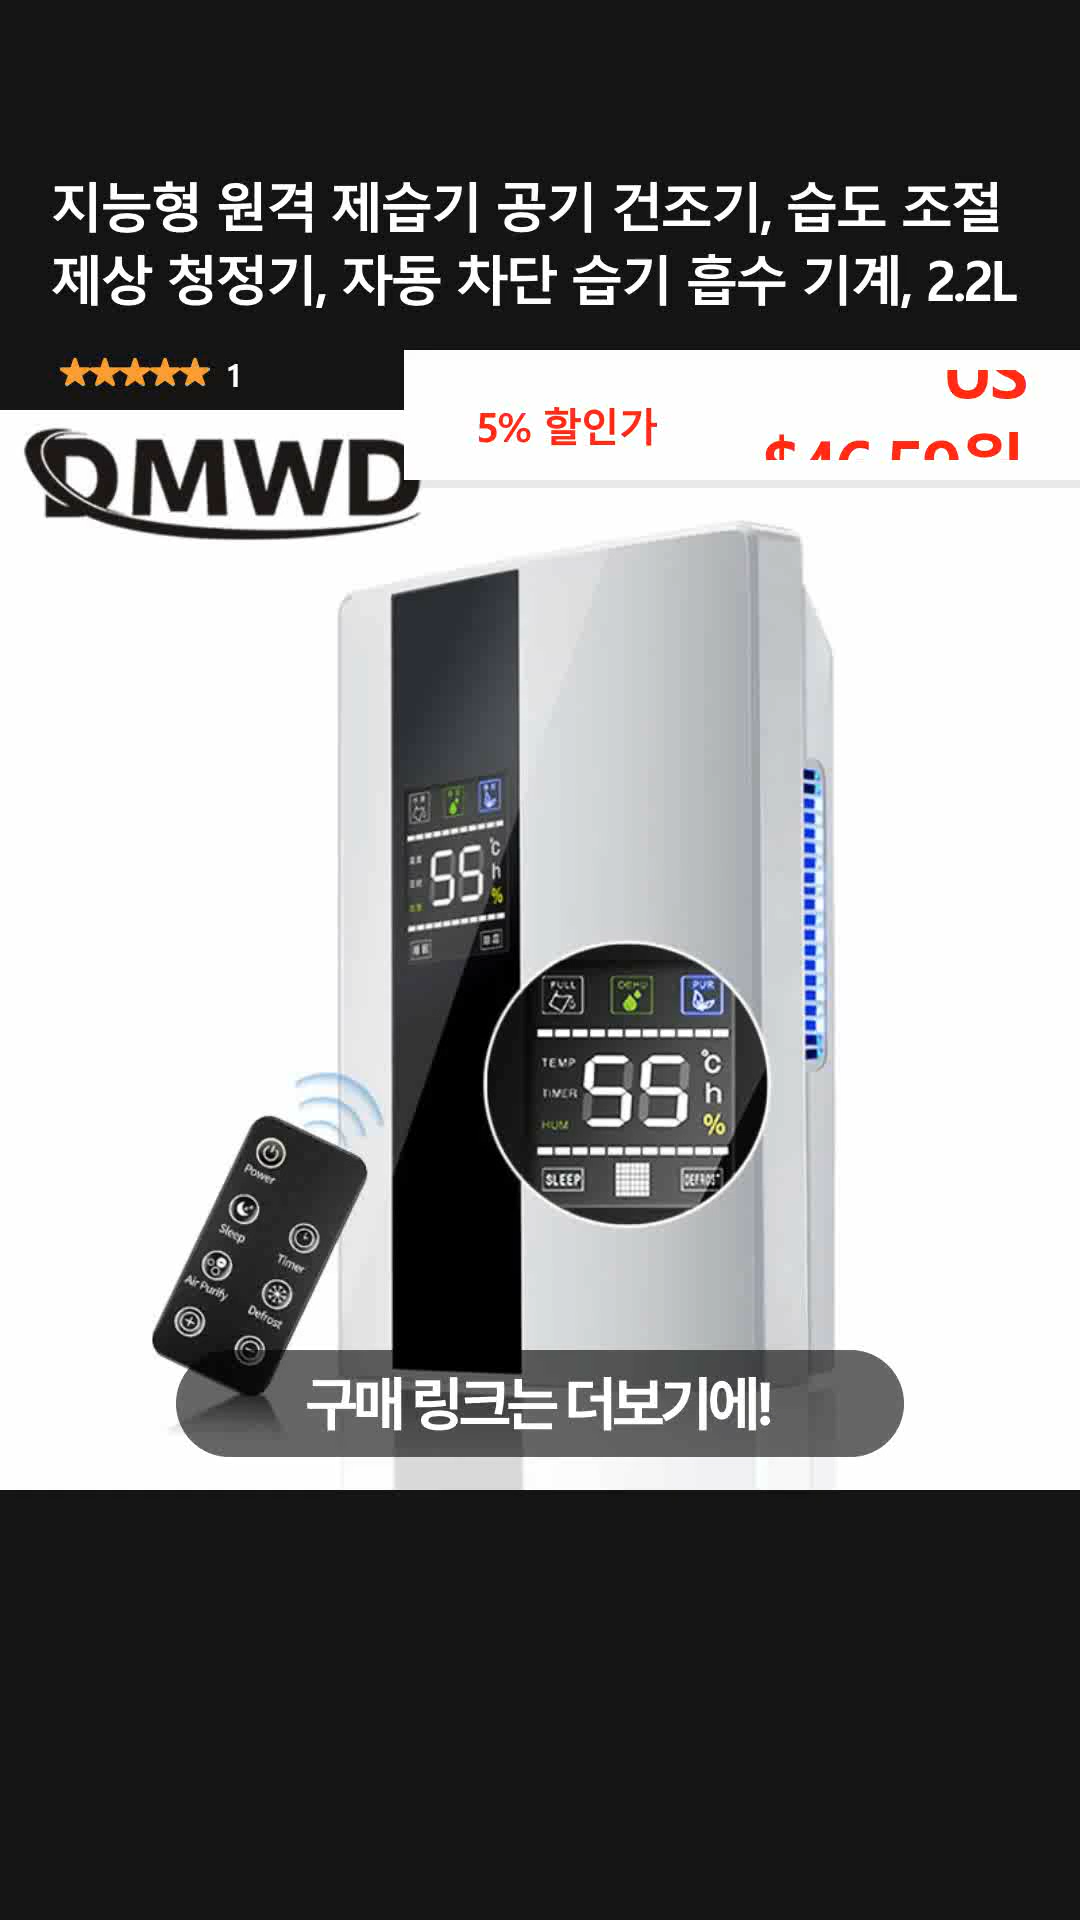 지능형 원격 제습기 공기 건조기, 습도 조절
제상 청정기, 자동 차단 습기 흡수 기계, 2.2L
1
5% 할인가
US
DMWD
55 °C
h
%
FULL DEHU PUR
TEMP
TIMER
HUM
55 °C
h
%
SLEEP
Power
Sleep
Timer
Air Purify
Defrost
구매 링크는 더보기에!